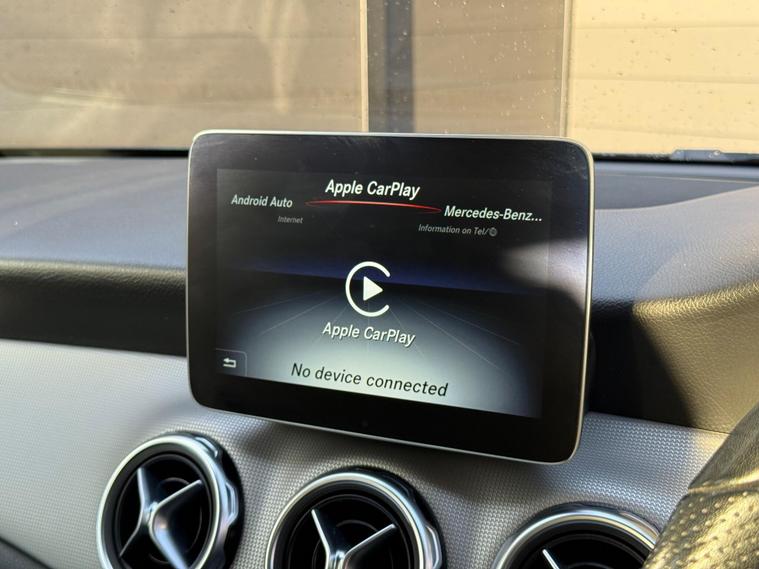 Apple CarPlay
Android Auto
Mercedes-Benz...
Internet
Information on Tel/
Apple CarPlay
No device connected